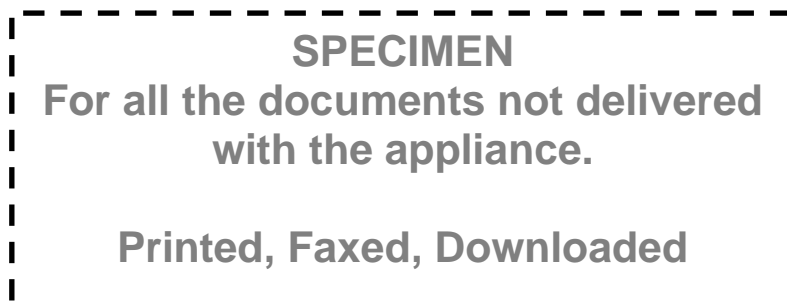 SPECIMEN
For all the documents not delivered
with the appliance.
Printed, Faxed, Downloaded